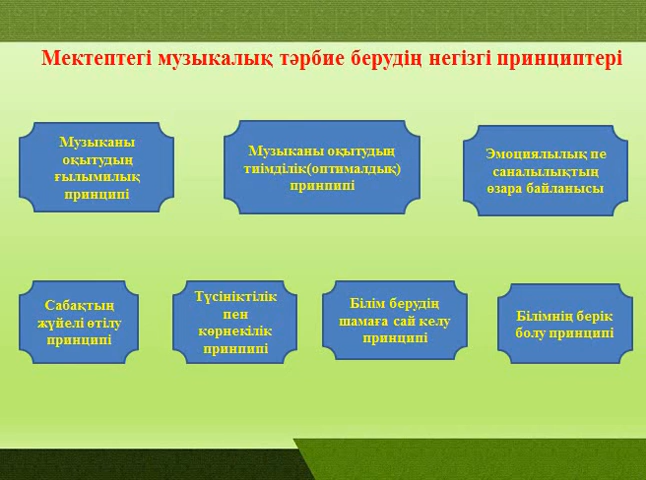 Мектептегі музыкалық тәрбие берудің негізгі принциптері
Музыканы
оқытудың
ғылымилық
принципі
Музыканы оқытудың
тиімділік(оптималдық)
принпипі
Эмоциялылық пе
саналылықтың
өзара байланысы
Сабақтың
жүйелі өтілу
принципі
Түсініктілік
пен
көрнекілік
приннипі
Білім берудің
шамаға сай келу
принципі
Білімнің берік
болу принципі